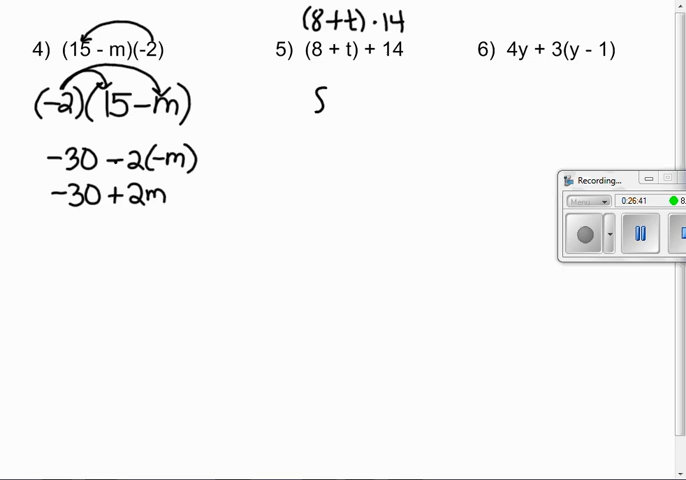 (8+t)·14
4) (15 - m)(-2)
5) (8 + t) + 14
6) 4y + 3(y - 1)
(-2)(15-m)
-30 -2(-m)
-30 +2m
Recording...
Menu
0:26:41